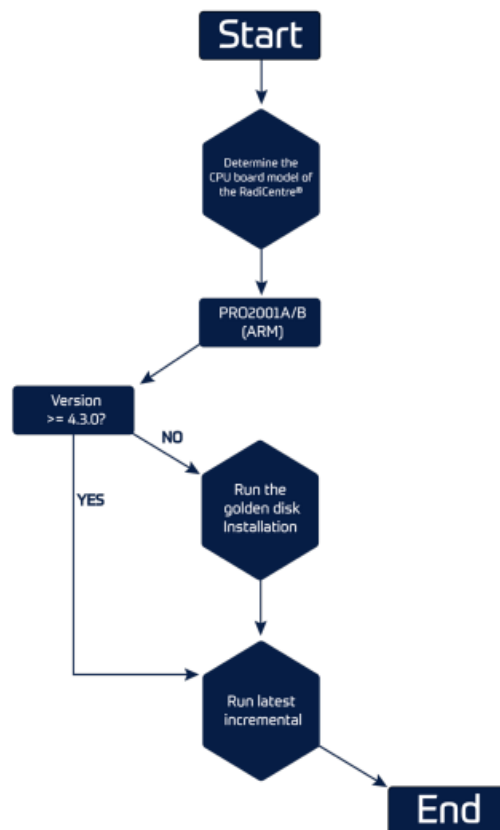 Start
Determine the
CPU board model of
the RadiCentre®
PRO2001A/B
(ARM)
Version
>= 4.3.0?
NO
YES
Run the
golden disk
Installation
Run latest
incremental
End